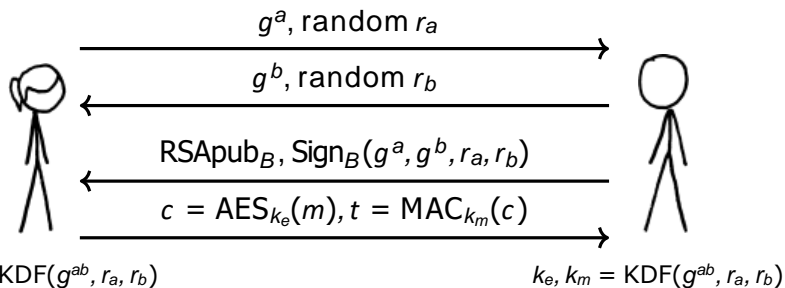 g^a, random r_a
g^b, random r_b
RSApub_B, Sign_B(g^a, g^b, r_a, r_b)
c = AES_{k_e}(m), t = MAC_{k_m}(c)
KDF(g^{ab}, r_a, r_b)
k_e, k_m = KDF(g^{ab}, r_a, r_b)